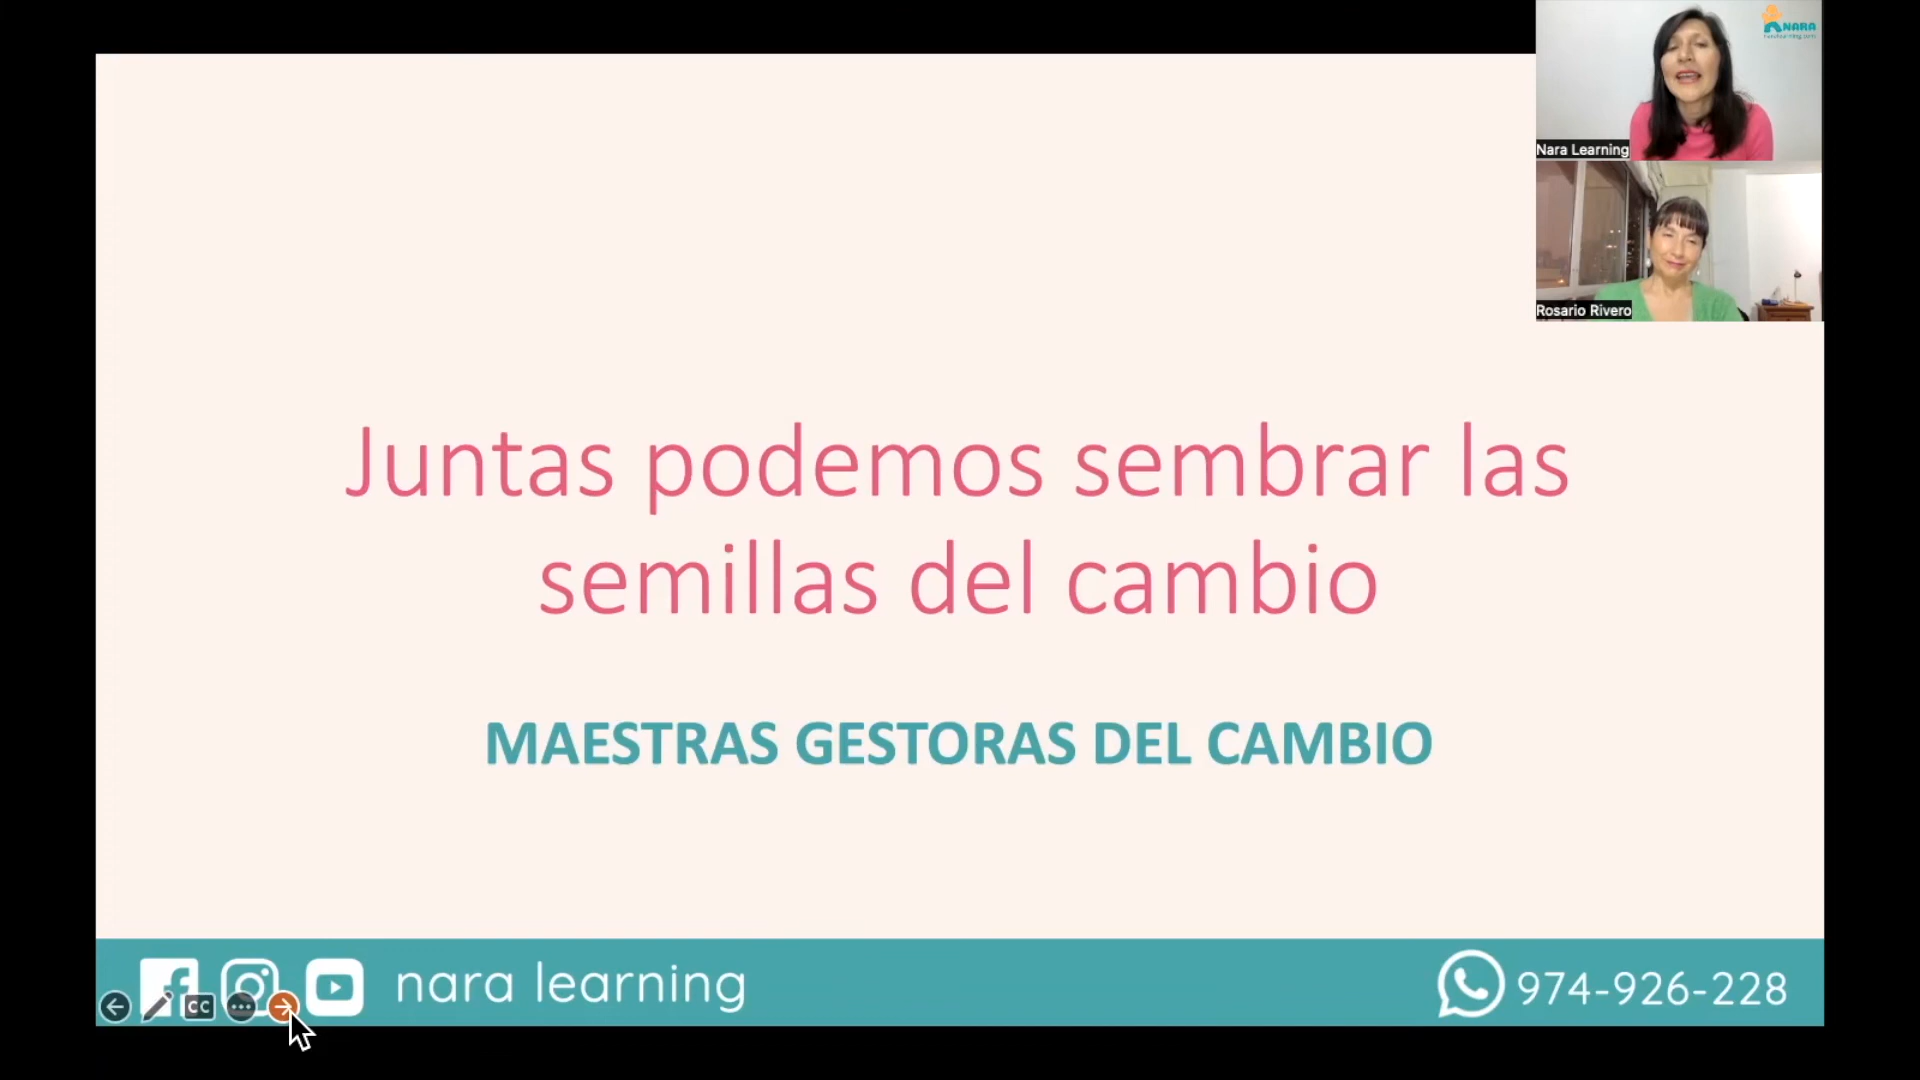 NARA
Nara Learning
Rosario Rivero
Juntas podemos sembrar las
semillas del cambio
MAESTRAS GESTORAS DEL CAMBIO
CC
nara learning
974-926-228